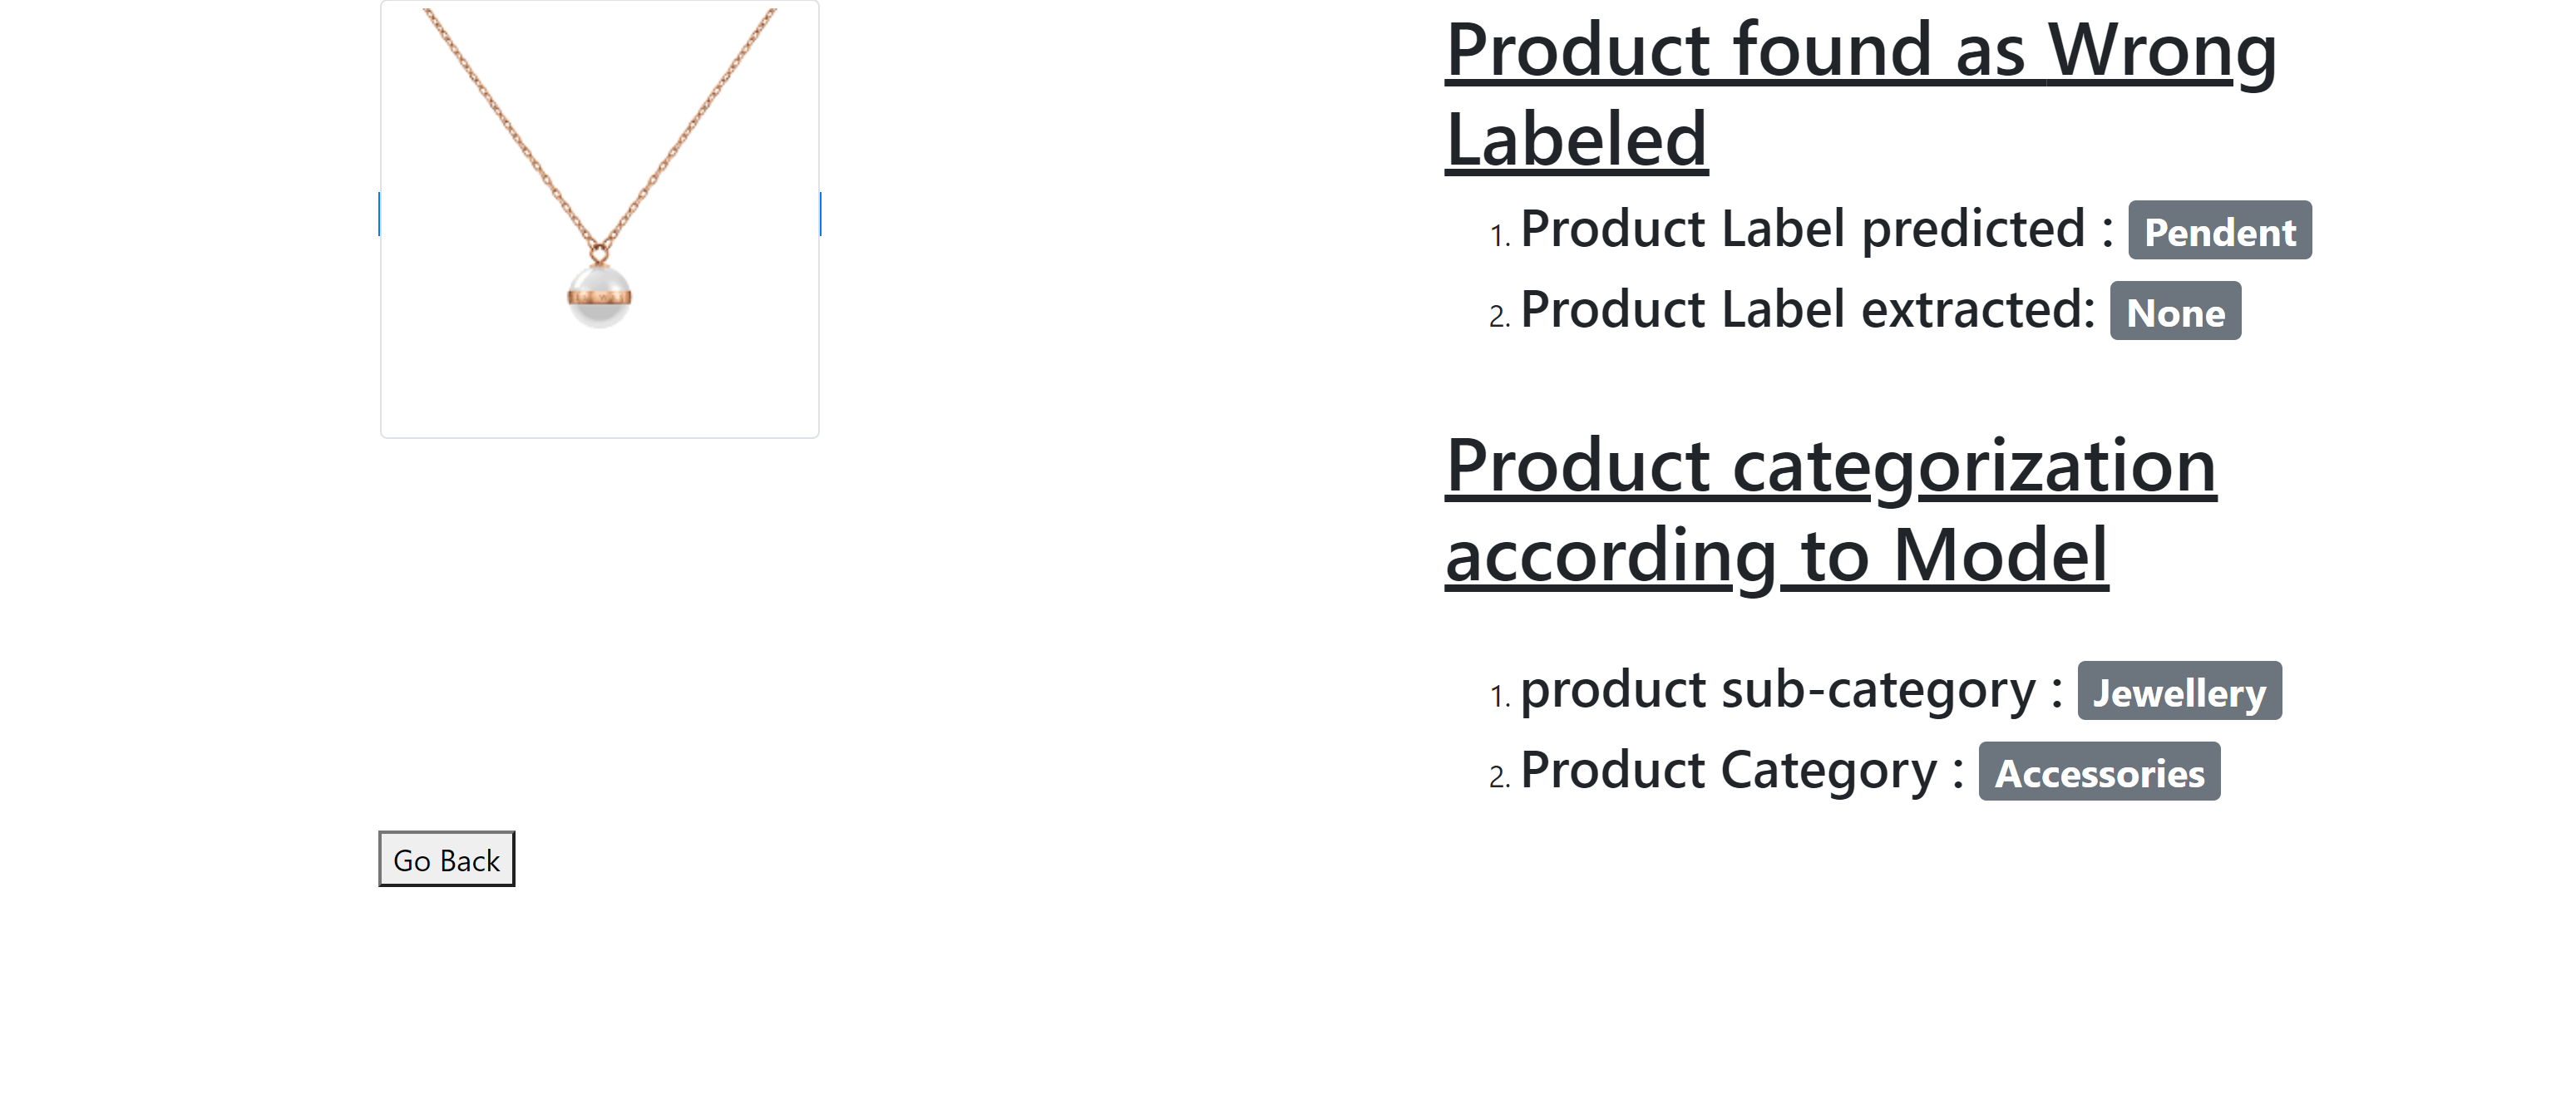 Product found as Wrong
Labeled
1. Product Label predicted : Pendent
2. Product Label extracted: None
Product categorization
according to Model
1. product sub-category : Jewellery
2. Product Category : Accessories
Go Back